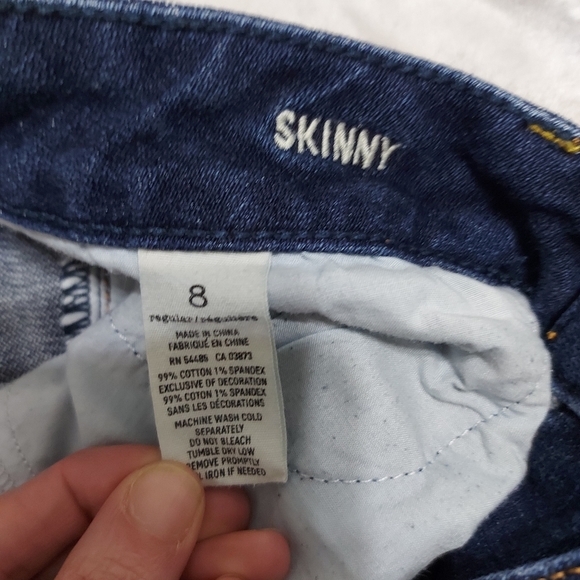 SKINNY
8
regular/régulière
MADE IN CHINA
FABRIQUÉ EN CHINE
RN 54485 CA 03873
99% COTTON 1% SPANDEX
EXCLUSIVE OF DECORATION
99% COTTON 1% SPANDEX
SANS LES DÉCORATIONS
MACHINE WASH COLD
SEPARATELY
DO NOT BLEACH
TUMBLE DRY LOW
REMOVE PROMPTLY
IRON IF NEEDED